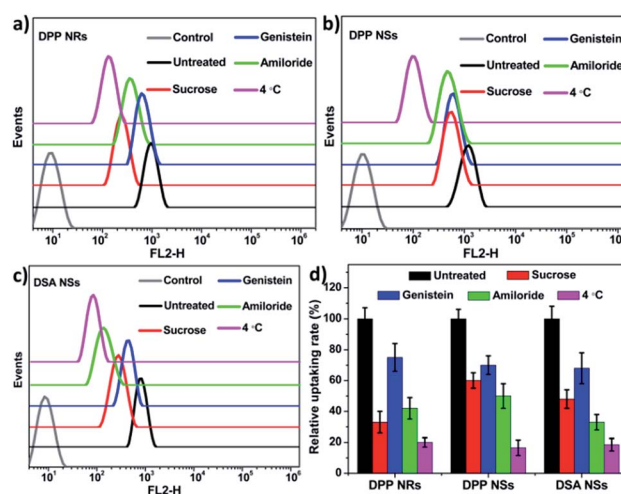 a)
DPP NRs
Control
Genistein
Untreated
Amiloride
Sucrose
4 °C
Events
10¹ 10² 10³ 10⁴ 10⁵ 10⁶
FL2-H
b)
DPP NSs
Control
Genistein
Untreated
Amiloride
Sucrose
4 °C
Events
10¹ 10² 10³ 10⁴ 10⁵ 10⁶
FL2-H
c)
DSA NSs
Control
Genistein
Untreated
Amiloride
Sucrose
4 °C
Events
10¹ 10² 10³ 10⁴ 10⁵ 10⁶
FL2-H
d)
Untreated
Sucrose
Genistein
Amiloride
4 °C
Relative uptaking rate (%)
120
100
80
60
40
20
0
DPP NRs DPP NSs DSA NSs